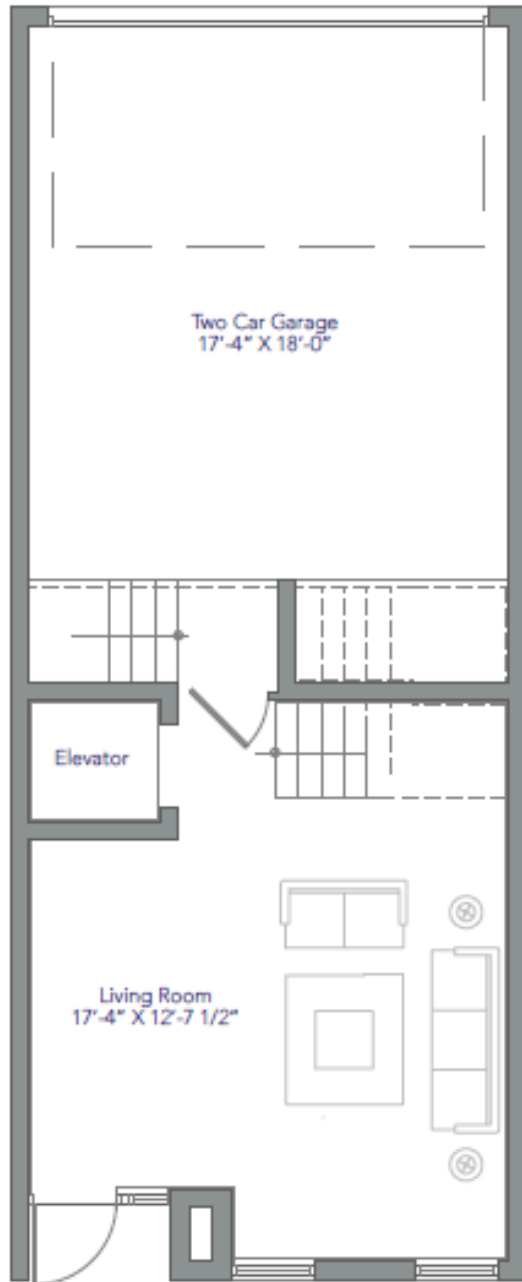 Two Car Garage
17'-4" X 18'-0"
Elevator
Living Room
17'-4" X 12'-7 1/2"